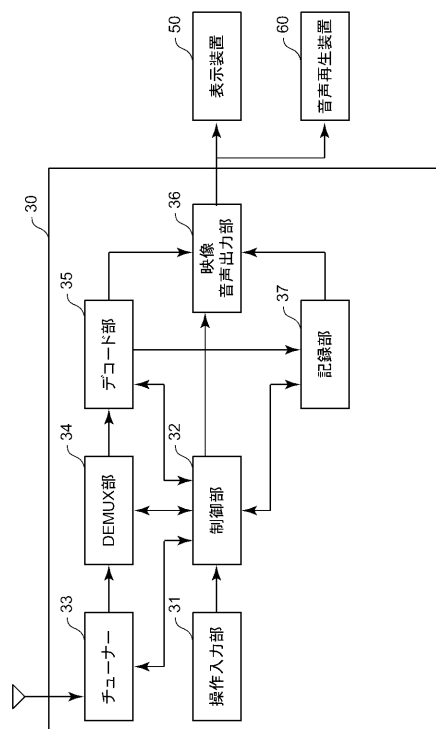 30
33
チューナー
34
DEMUX部
35
デコード部
31
操作入力部
32
制御部
36
映像
音声出力部
37
記録部
50
表示装置
60
音声再生装置